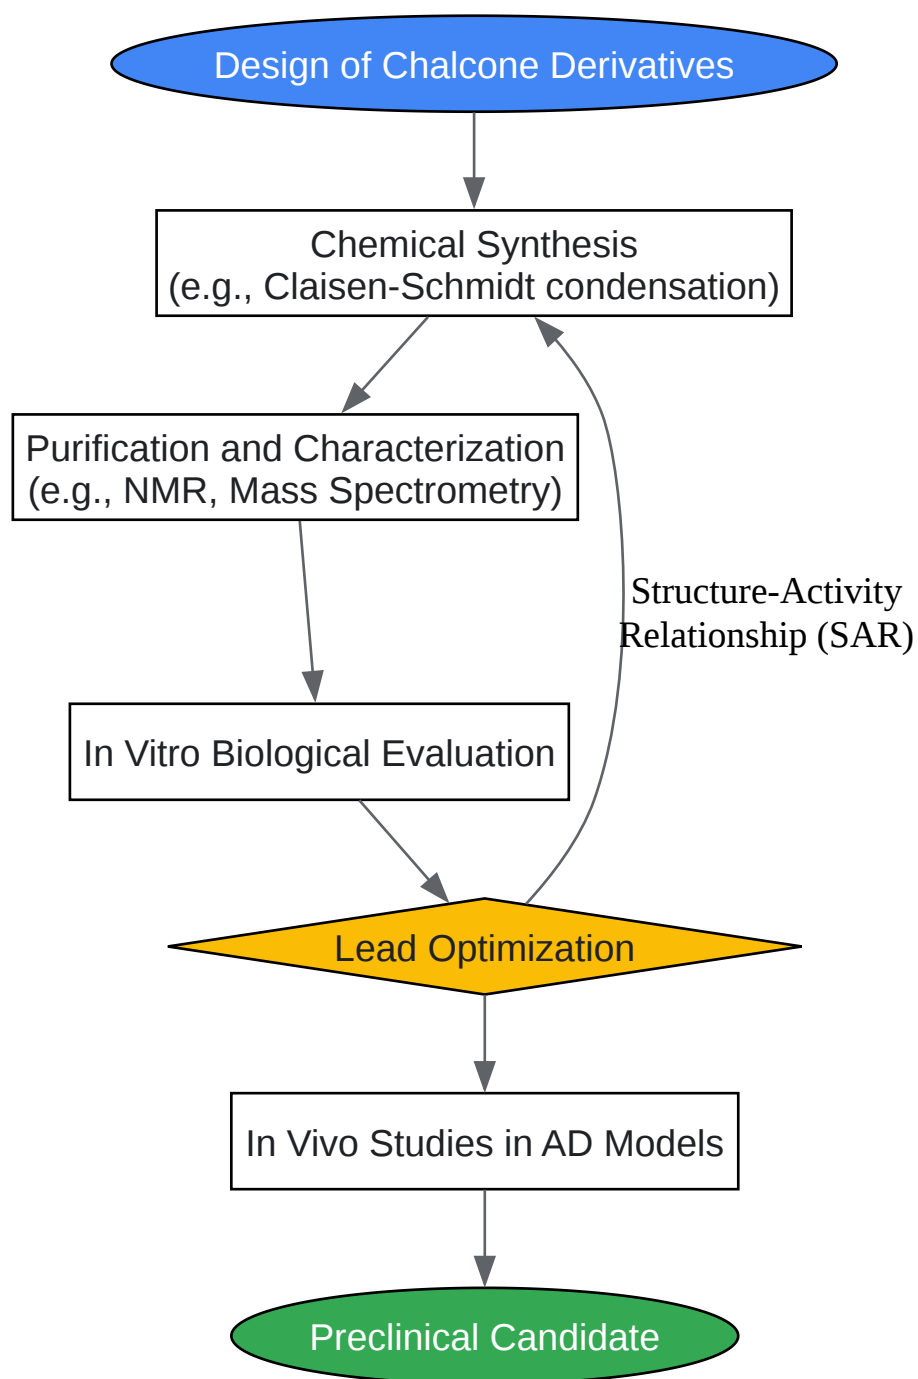 Design of Chalcone Derivatives
Chemical Synthesis
(e.g., Claisen-Schmidt condensation)
Purification and Characterization
(e.g., NMR, Mass Spectrometry)
Structure-Activity
Relationship (SAR)
In Vitro Biological Evaluation
Lead Optimization
In Vivo Studies in AD Models
Preclinical Candidate